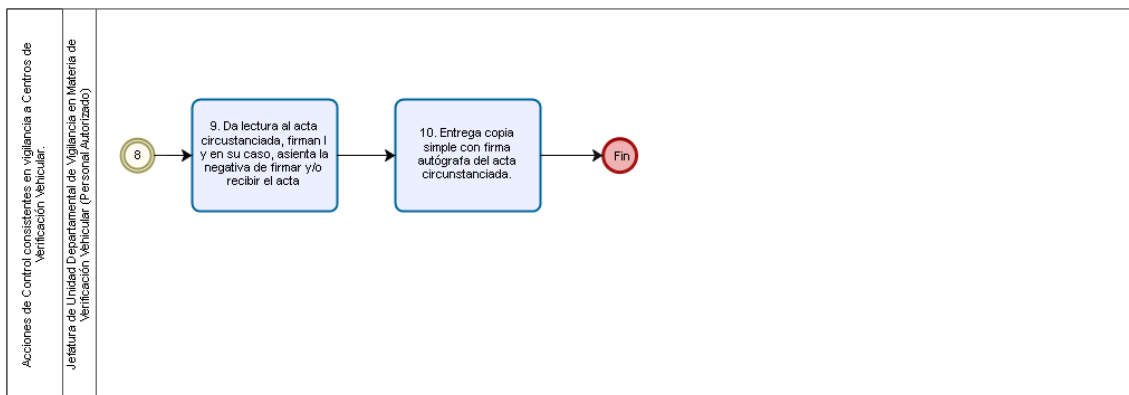 Acciones de Control consistentes en vigilancia a Centros de
Verificación Vehicular.
Jefatura de Unidad Departamental de Vigilancia en Materia de
Verificación Vehicular (Personal Autorizado)
8
9. Da lectura al acta
circustanciada, firman l
y en su caso, asienta la
negativa de firmar y/o
recibir el acta
10. Entrega copia
simple con firma
autógrafa del acta
circunstanciada.
Fin